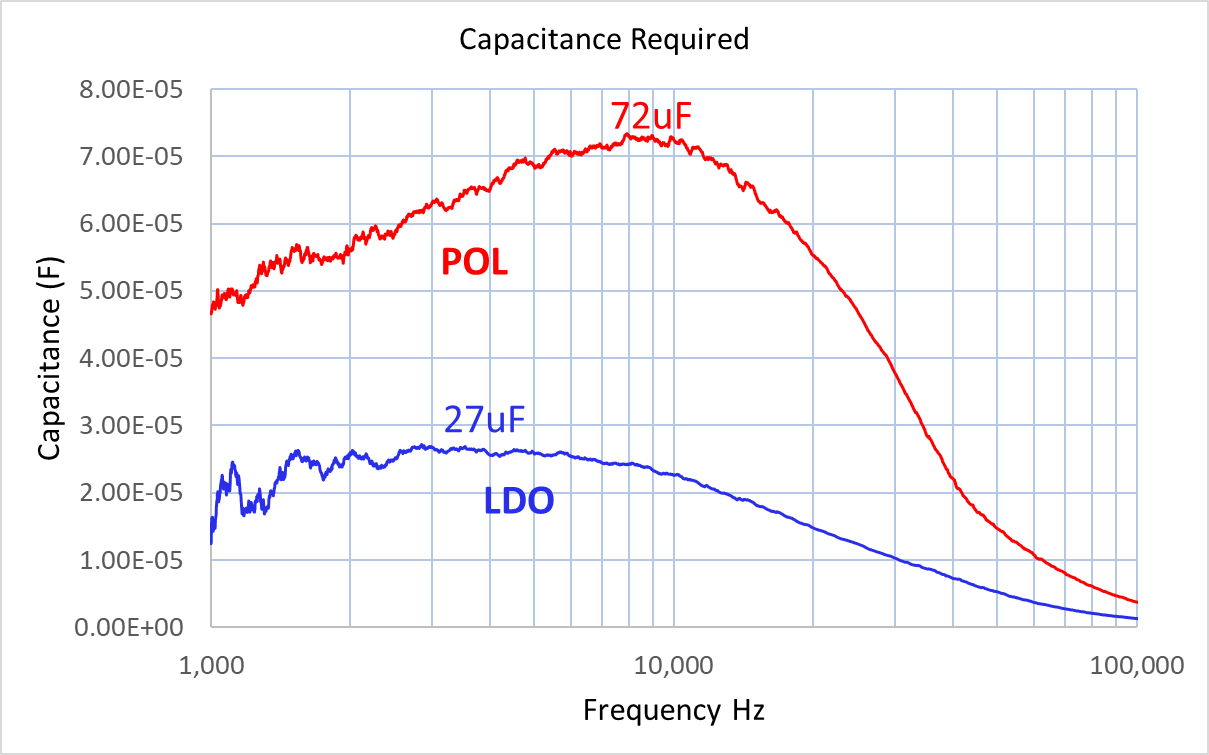 Capacitance Required
8.00E-05
72uF
7.00E-05
6.00E-05
POL
5.00E-05
4.00E-05
Capacitance (F)
3.00E-05
27uF
2.00E-05
LDO
1.00E-05
0.00E+00
1,000 10,000 100,000
Frequency Hz